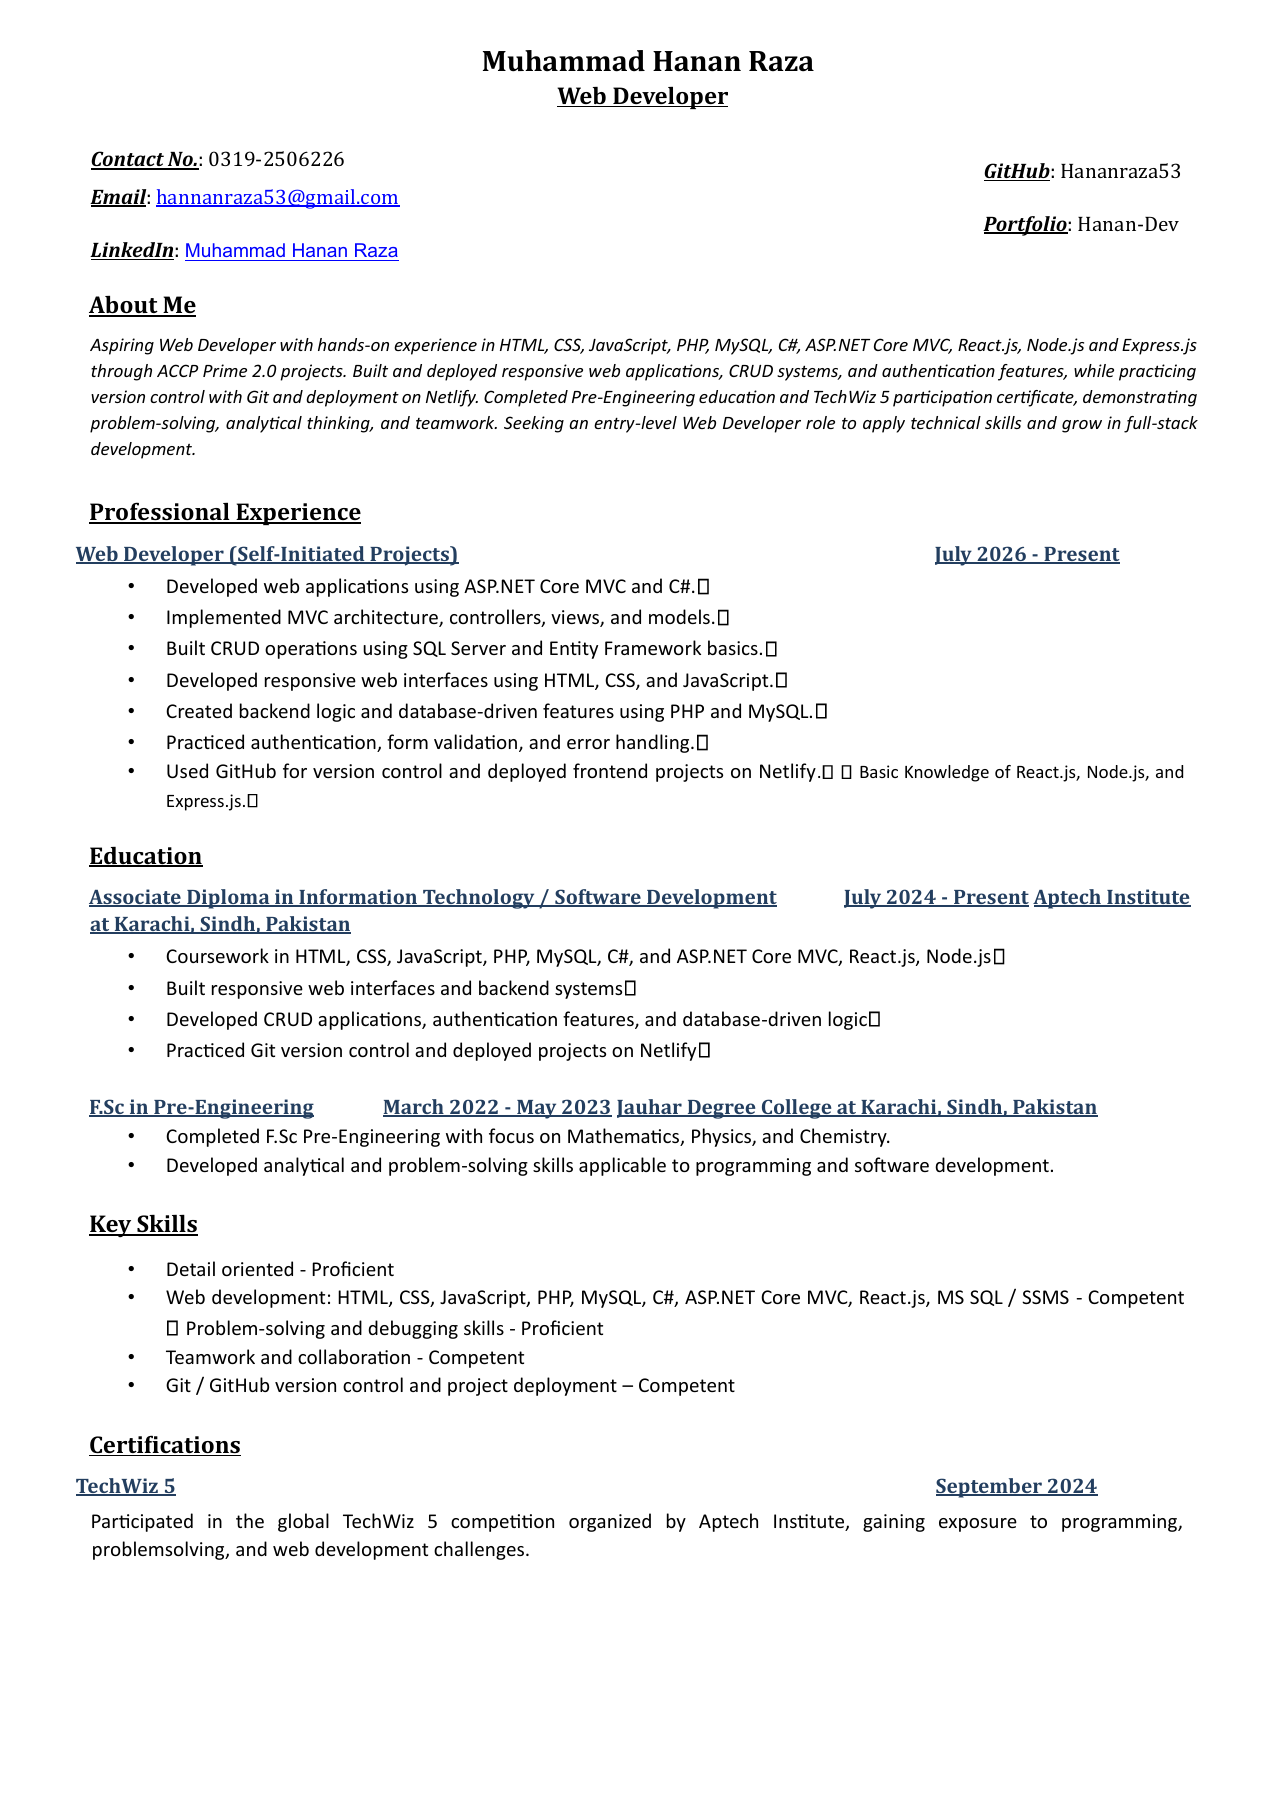 Muhammad Hanan Raza
Web Developer
Contact No.: 0319-2506226
Email: hannanraza53@gmail.com
LinkedIn: Muhammad Hanan Raza
GitHub: Hananraza53
Portfolio: Hanan-Dev
About Me
Aspiring Web Developer with hands-on experience in HTML, CSS, JavaScript, PHP, MySQL, C#, ASP.NET Core MVC, React.js, Node.js and Express.js
through ACCP Prime 2.0 projects. Built and deployed responsive web applications, CRUD systems, and authentication features, while practicing
version control with Git and deployment on Netlify. Completed Pre-Engineering education and TechWiz 5 participation certificate, demonstrating
problem-solving, analytical thinking, and teamwork. Seeking an entry-level Web Developer role to apply technical skills and grow in full-stack
development.
Professional Experience
Web Developer (Self-Initiated Projects) July 2026 - Present
• Developed web applications using ASP.NET Core MVC and C#.
• Implemented MVC architecture, controllers, views, and models.
• Built CRUD operations using SQL Server and Entity Framework basics.
• Developed responsive web interfaces using HTML, CSS, and JavaScript.
• Created backend logic and database-driven features using PHP and MySQL.
• Practiced authentication, form validation, and error handling.
• Used GitHub for version control and deployed frontend projects on Netlify. Basic Knowledge of React.js, Node.js, and
Express.js.
Education
Associate Diploma in Information Technology / Software Development July 2024 - Present Aptech Institute
at Karachi, Sindh, Pakistan
• Coursework in HTML, CSS, JavaScript, PHP, MySQL, C#, and ASP.NET Core MVC, React.js, Node.js
• Built responsive web interfaces and backend systems
• Developed CRUD applications, authentication features, and database-driven logic
• Practiced Git version control and deployed projects on Netlify
F.Sc in Pre-Engineering March 2022 - May 2023 Jauhar Degree College at Karachi, Sindh, Pakistan
• Completed F.Sc Pre-Engineering with focus on Mathematics, Physics, and Chemistry.
• Developed analytical and problem-solving skills applicable to programming and software development.
Key Skills
• Detail oriented - Proficient
• Web development: HTML, CSS, JavaScript, PHP, MySQL, C#, ASP.NET Core MVC, React.js, MS SQL / SSMS - Competent
Problem-solving and debugging skills - Proficient
• Teamwork and collaboration - Competent
• Git / GitHub version control and project deployment – Competent
Certifications
TechWiz 5 September 2024
Participated in the global TechWiz 5 competition organized by Aptech Institute, gaining exposure to programming,
problemsolving, and web development challenges.